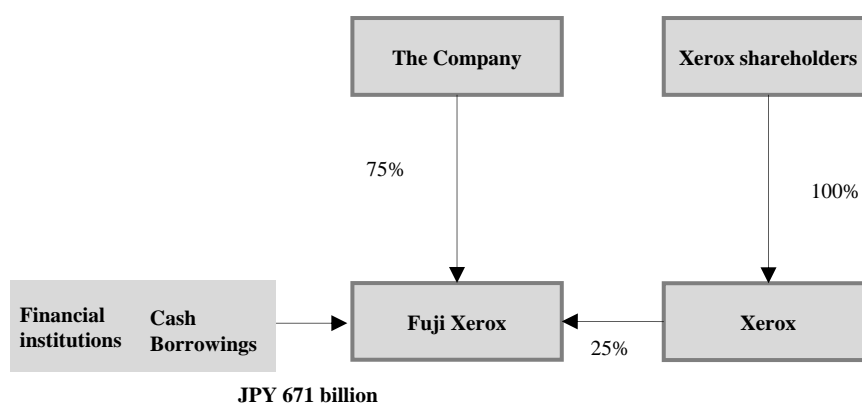 The Company
Xerox shareholders
75%
100%
Financial
institutions
Cash
Borrowings
Fuji Xerox
Xerox
25%
JPY 671 billion